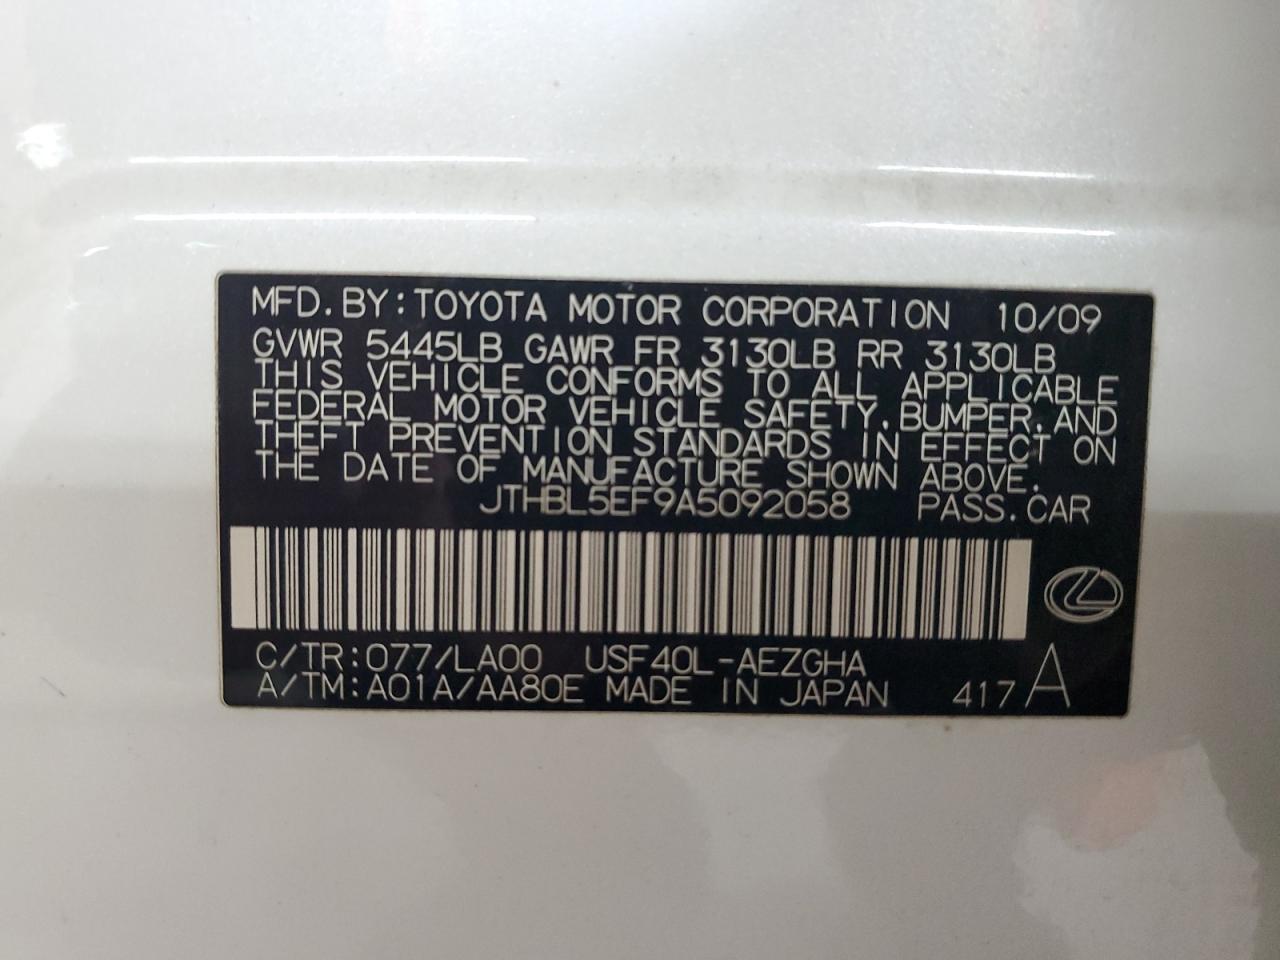 MFD. BY: TOYOTA MOTOR CORPORATION 10/09
GVWR 5445LB GAWR FR 3130LB RR 3130LB
THIS VEHICLE CONFORMS TO ALL APPLICABLE
FEDERAL MOTOR VEHICLE SAFETY, BUMPER, AND
THEFT PREVENTION STANDARDS IN EFFECT ON
THE DATE OF MANUFACTURE SHOWN ABOVE.
JTHBL5EF9A5092058 PASS. CAR
C/TR: 077/LA00 USF40L-AEZGHA
A/TM: A01A/AA80E MADE IN JAPAN 417 A